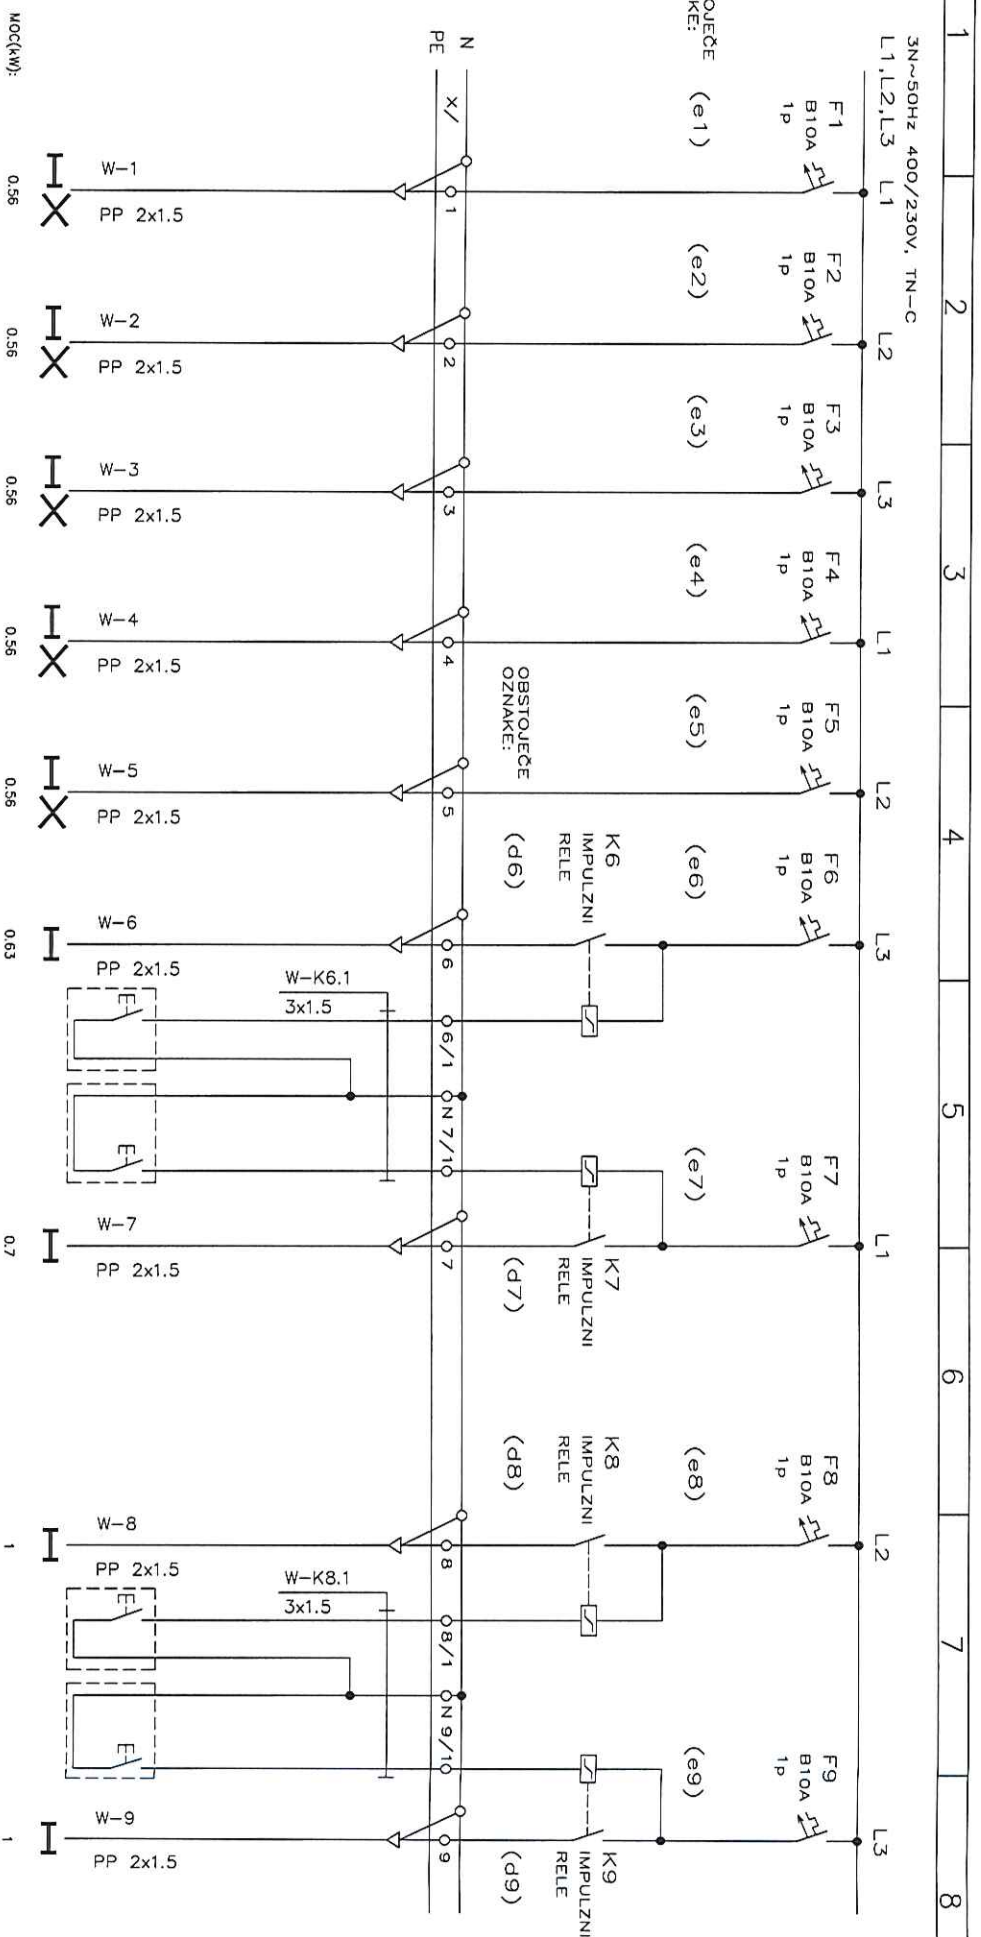 1 2 3 4 5 6 7 8
3N~50Hz 400/230V, TN-C
L1,L2,L3
L1 L2 L3 L1 L2 L3 L1 L2 L3
F1
B10A
1p
F2
B10A
1p
F3
B10A
1p
F4
B10A
1p
F5
B10A
1p
F6
B10A
1p
F7
B10A
1p
F8
B10A
1p
F9
B10A
1p
OJEČE
KE:
(e1) (e2) (e3) (e4) (e5) (e6) (e7) (e8) (e9)
K6
IMPULZNI
RELE
K7
IMPULZNI
RELE
K8
IMPULZNI
RELE
K9
IMPULZNI
RELE
OBSTOJEČE
OZNAKE:
(d6) (d7) (d8) (d9)
N
X/ 1 2 3 4 5 6 6/1 N 7/1 7 8 8/1 N 9/1 9
PE
W-K6.1
3x1.5
W-K8.1
3x1.5
W-1
PP 2x1.5
W-2
PP 2x1.5
W-3
PP 2x1.5
W-4
PP 2x1.5
W-5
PP 2x1.5
W-6
PP 2x1.5
W-7
PP 2x1.5
W-8
PP 2x1.5
W-9
PP 2x1.5
MOC(kW): 0.56 0.56 0.56 0.56 0.56 0.63 0.7 1 1